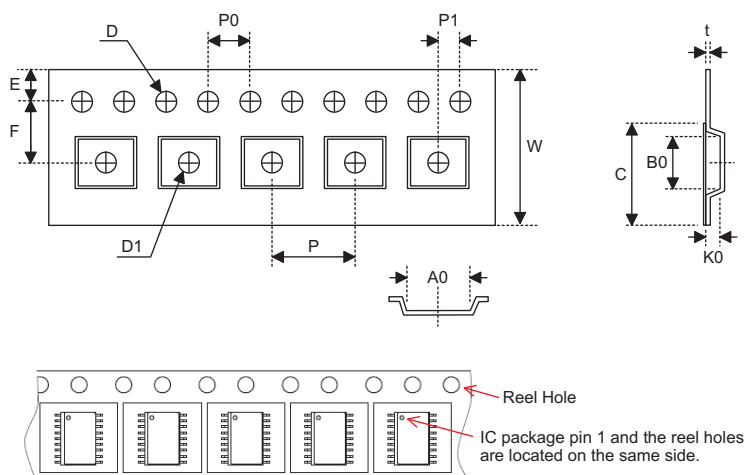 D
P0
P1
t
E
F
W
C
B0
D1
P
A0
K0
Reel Hole
IC package pin 1 and the reel holes
are located on the same side.